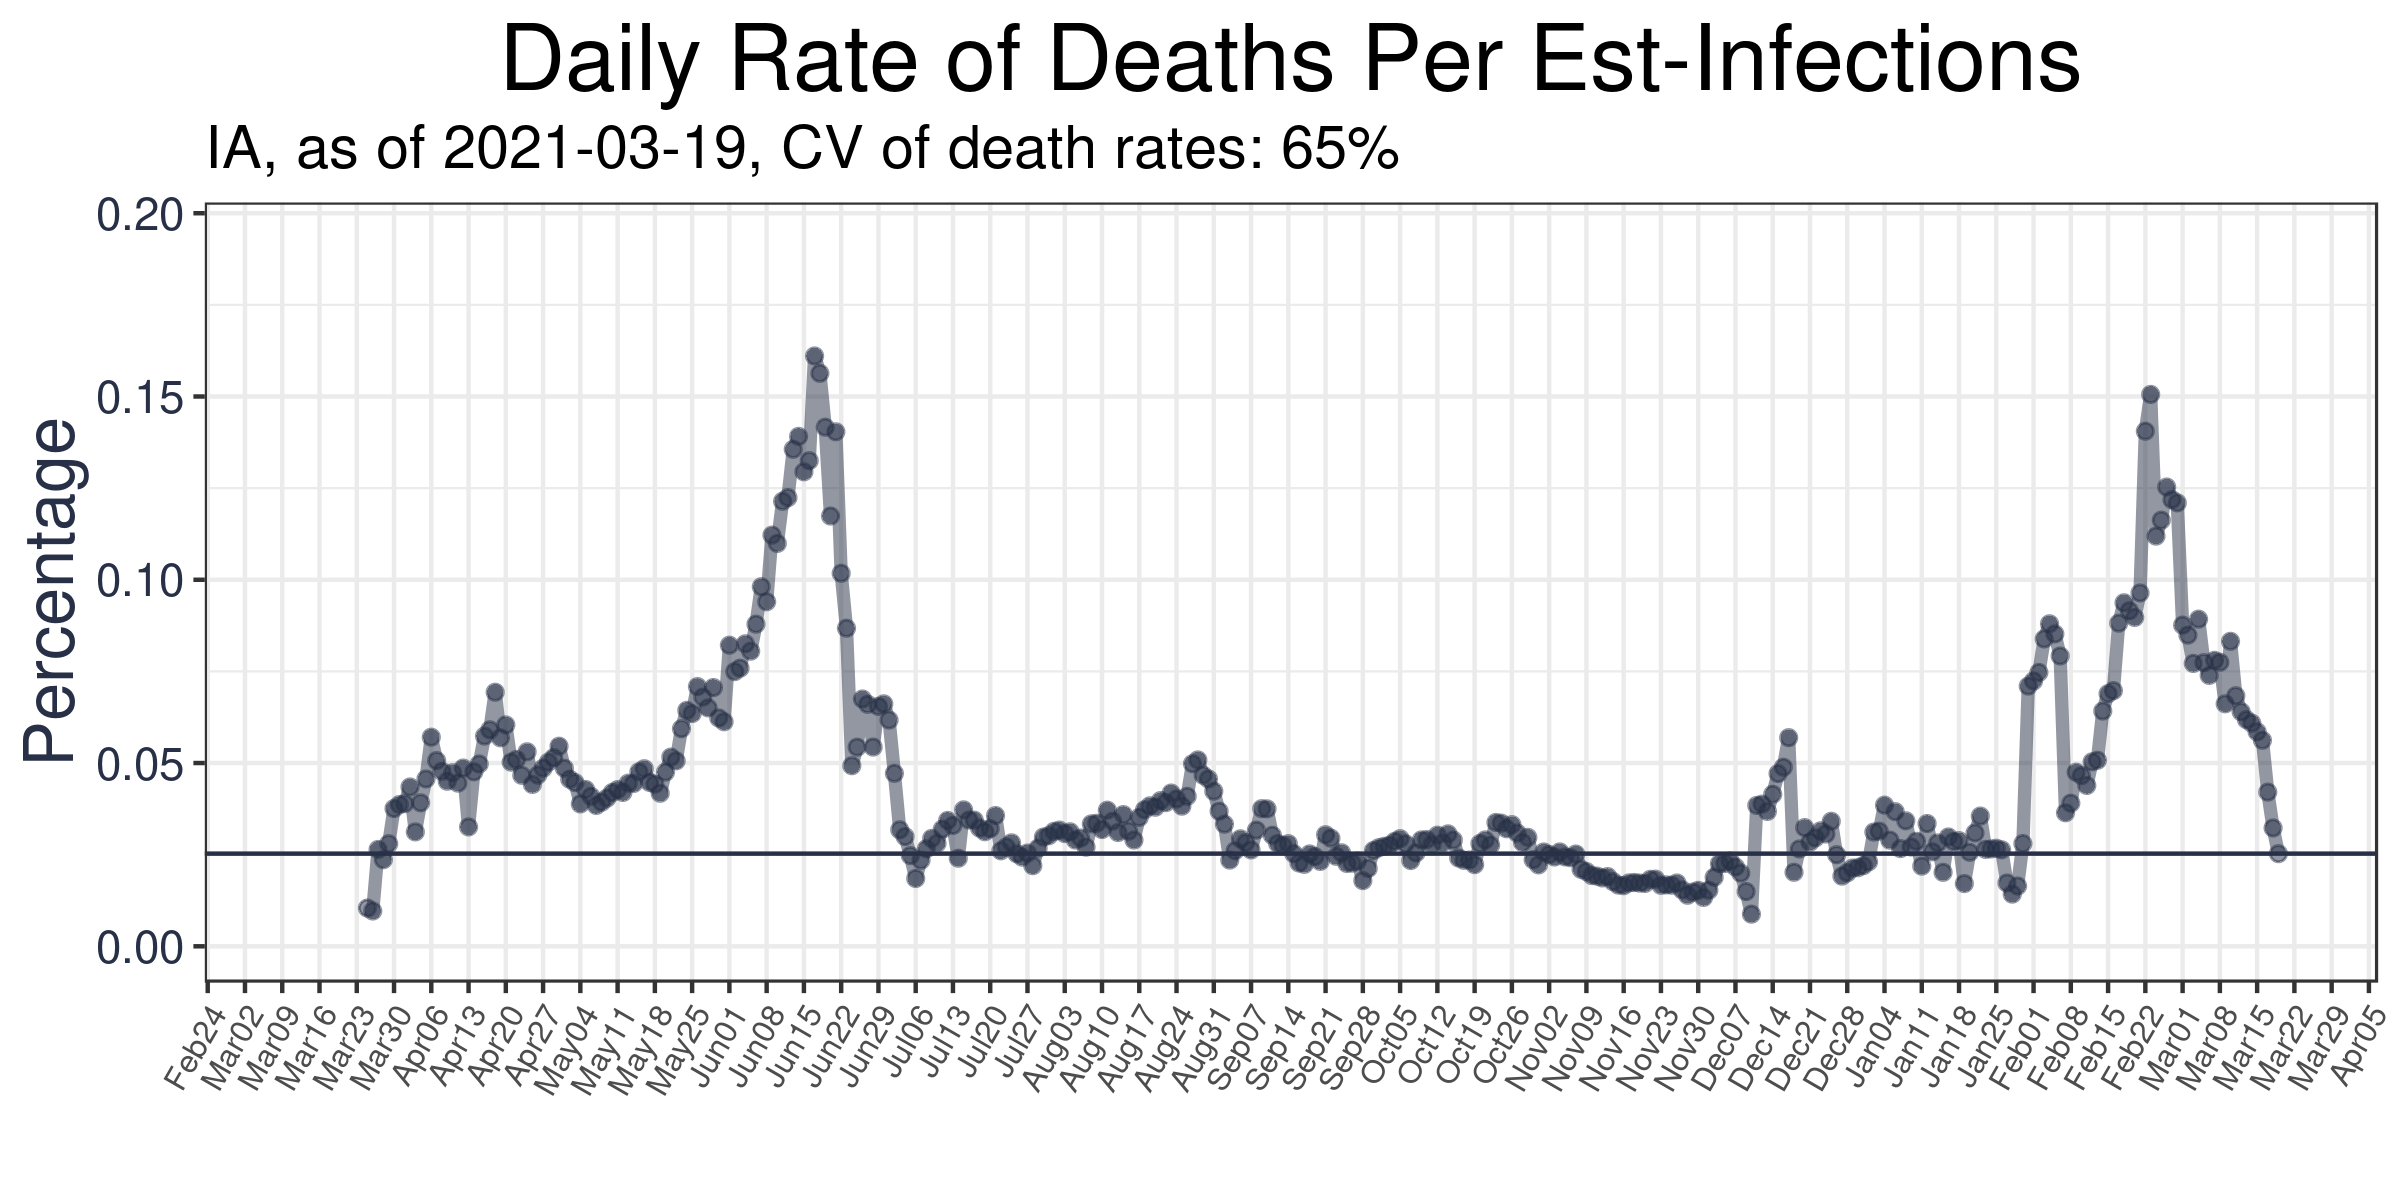 Daily Rate of Deaths Per Est-Infections
IA, as of 2021-03-19, CV of death rates: 65%
Percentage
0.20
0.15
0.10
0.05
0.00
Feb24
Mar02
Mar09
Mar16
Mar23
Mar30
Apr06
Apr13
Apr20
Apr27
May04
May11
May18
May25
Jun01
Jun08
Jun15
Jun22
Jun29
Jul06
Jul13
Jul20
Jul27
Aug03
Aug10
Aug17
Aug24
Aug31
Sep07
Sep14
Sep21
Sep28
Oct05
Oct12
Oct19
Oct26
Nov02
Nov09
Nov16
Nov23
Nov30
Dec07
Dec14
Dec21
Dec28
Jan04
Jan11
Jan18
Jan25
Feb01
Feb08
Feb15
Feb22
Mar01
Mar08
Mar15
Mar22
Mar29
Apr05